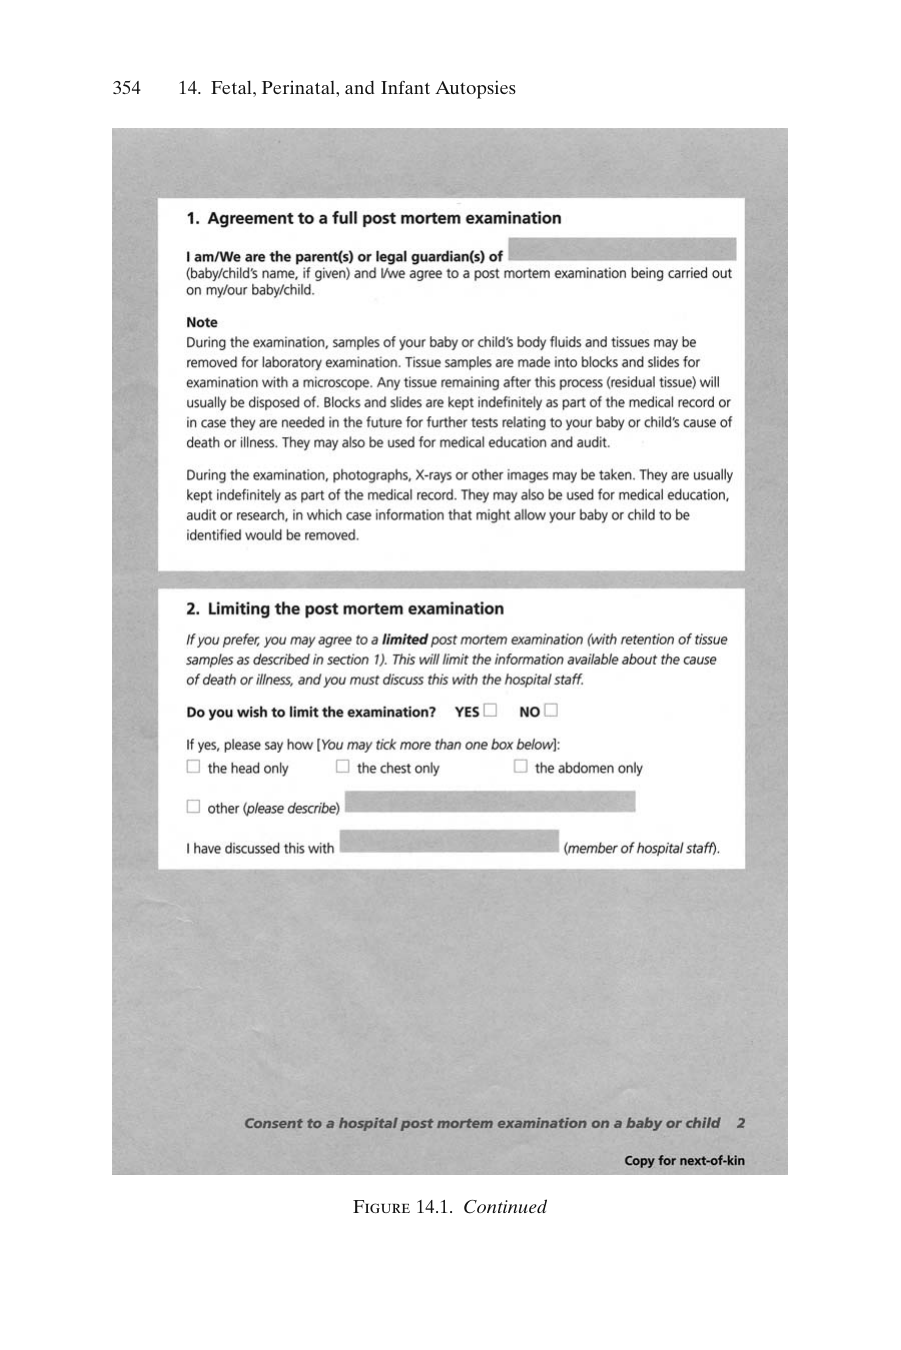 354 14. Fetal, Perinatal, and Infant Autopsies
1. Agreement to a full post mortem examination
I am/We are the parent(s) or legal guardian(s) of
(baby/child's name, if given) and I/we agree to a post mortem examination being carried out
on my/our baby/child.
Note
During the examination, samples of your baby or child's body fluids and tissues may be
removed for laboratory examination. Tissue samples are made into blocks and slides for
examination with a microscope. Any tissue remaining after this process (residual tissue) will
usually be disposed of. Blocks and slides are kept indefinitely as part of the medical record or
in case they are needed in the future for further tests relating to your baby or child's cause of
death or illness. They may also be used for medical education and audit.
During the examination, photographs, X-rays or other images may be taken. They are usually
kept indefinitely as part of the medical record. They may also be used for medical education,
audit or research, in which case information that might allow your baby or child to be
identified would be removed.
2. Limiting the post mortem examination
If you prefer, you may agree to a limited post mortem examination (with retention of tissue
samples as described in section 1). This will limit the information available about the cause
of death or illness, and you must discuss this with the hospital staff.
Do you wish to limit the examination? YES NO
If yes, please say how [You may tick more than one box below]:
the head only the chest only the abdomen only
other (please describe)
I have discussed this with (member of hospital staff).
Consent to a hospital post mortem examination on a baby or child 2
Copy for next-of-kin
Figure 14.1. Continued